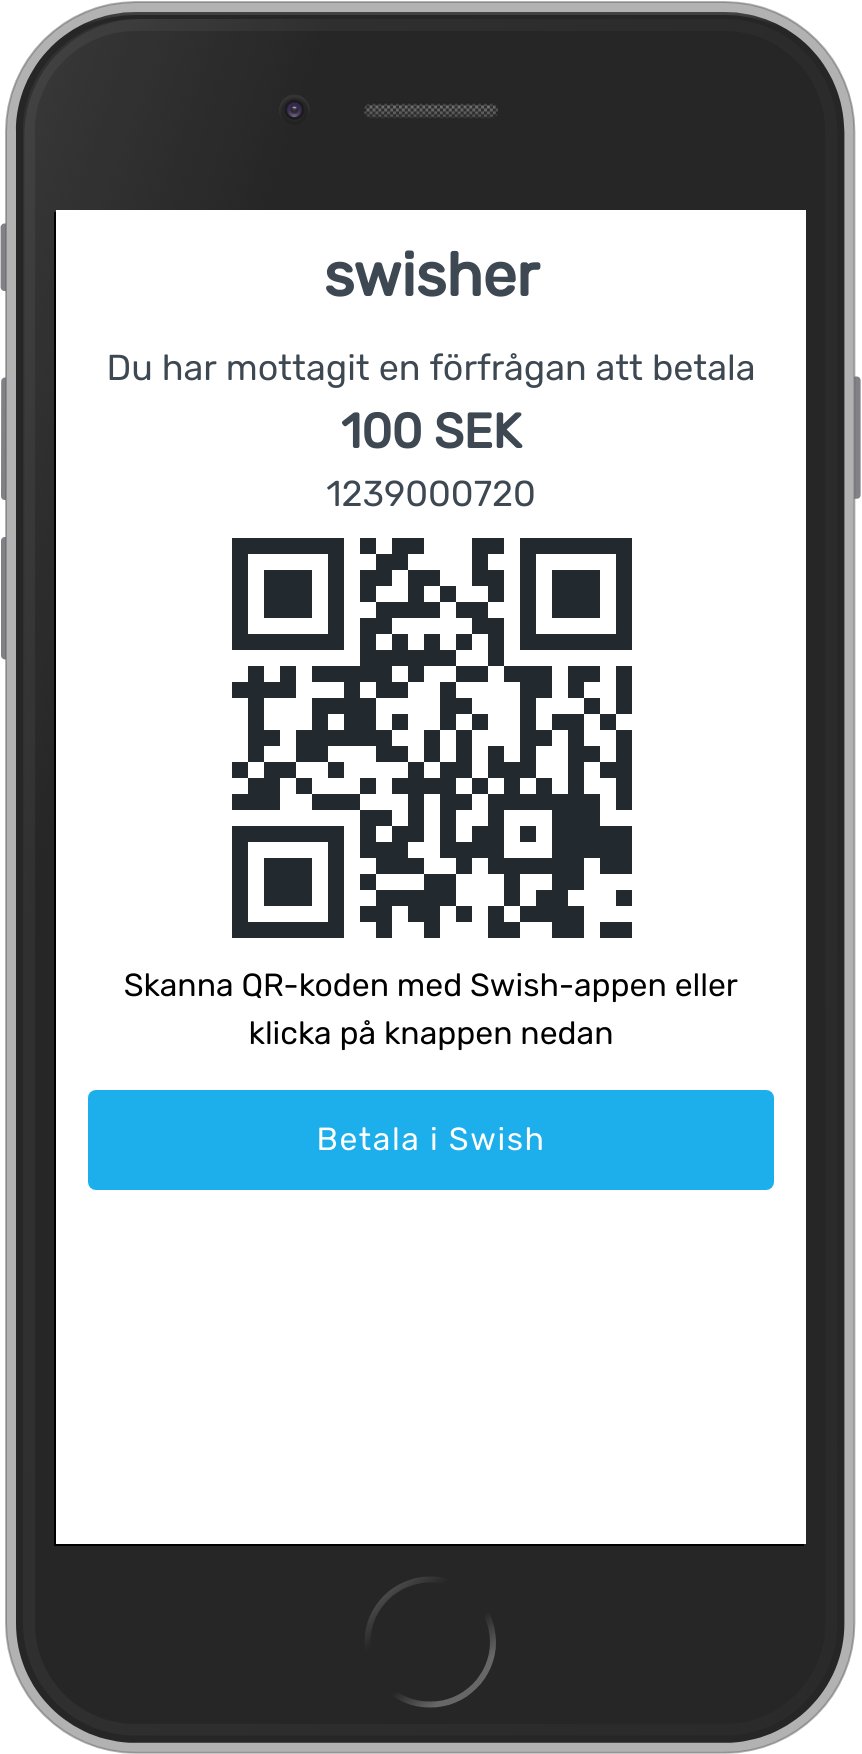 swisher
Du har mottagit en förfrågan att betala
100 SEK
1239000720
Skanna QR-koden med Swish-appen eller
klicka på knappen nedan
Betala i Swish